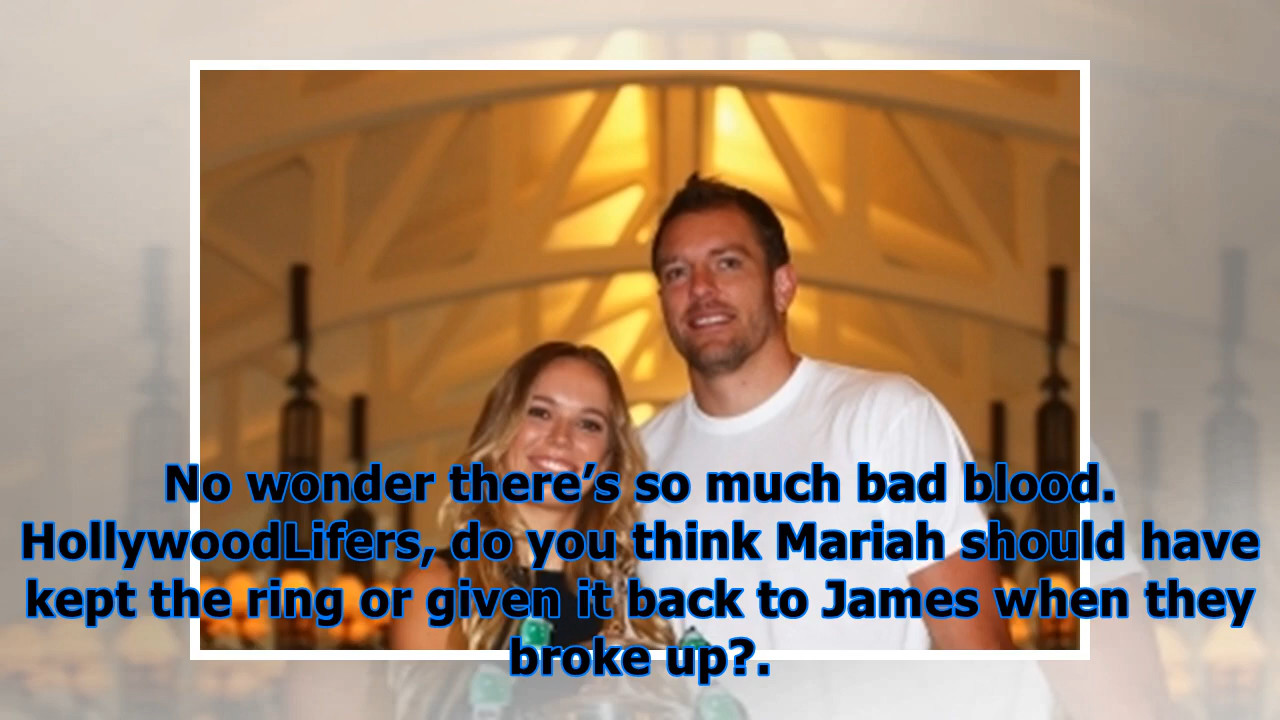 No wonder there’s so much bad blood.
HollywoodLifers, do you think Mariah should have
kept the ring or given it back to James when they
broke up?.